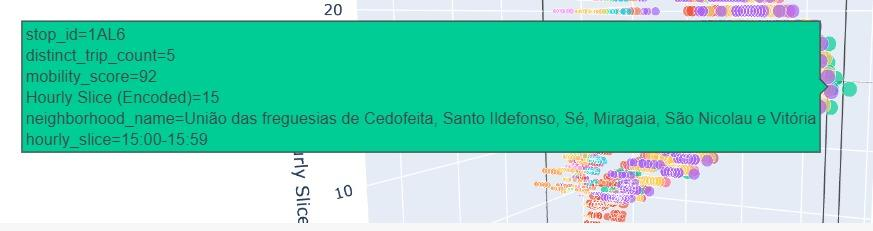 20
stop_id=1AL6
distinct_trip_count=5
mobility_score=92
Hourly Slice (Encoded)=15
neighborhood_name=União das freguesias de Cedofeita, Santo Ildefonso, Sé, Miragaia, São Nicolau e Vitória
hourly_slice=15:00-15:59
urly Slice
10